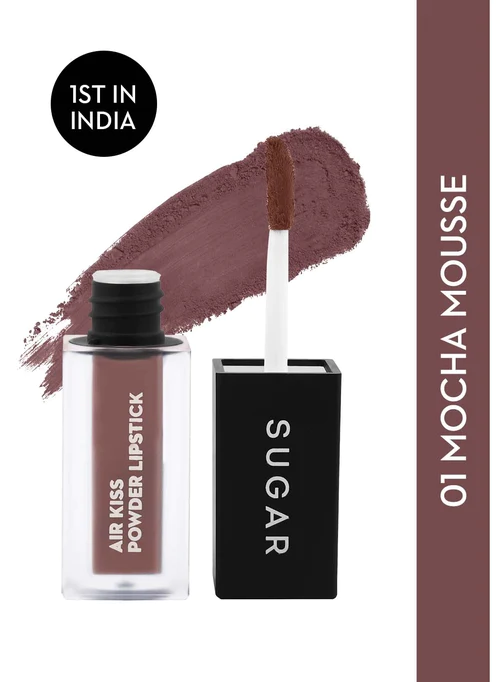 1ST IN
INDIA
AIR KISS
POWDER LIPSTICK
SUGAR
01 MOCHA MOUSSE